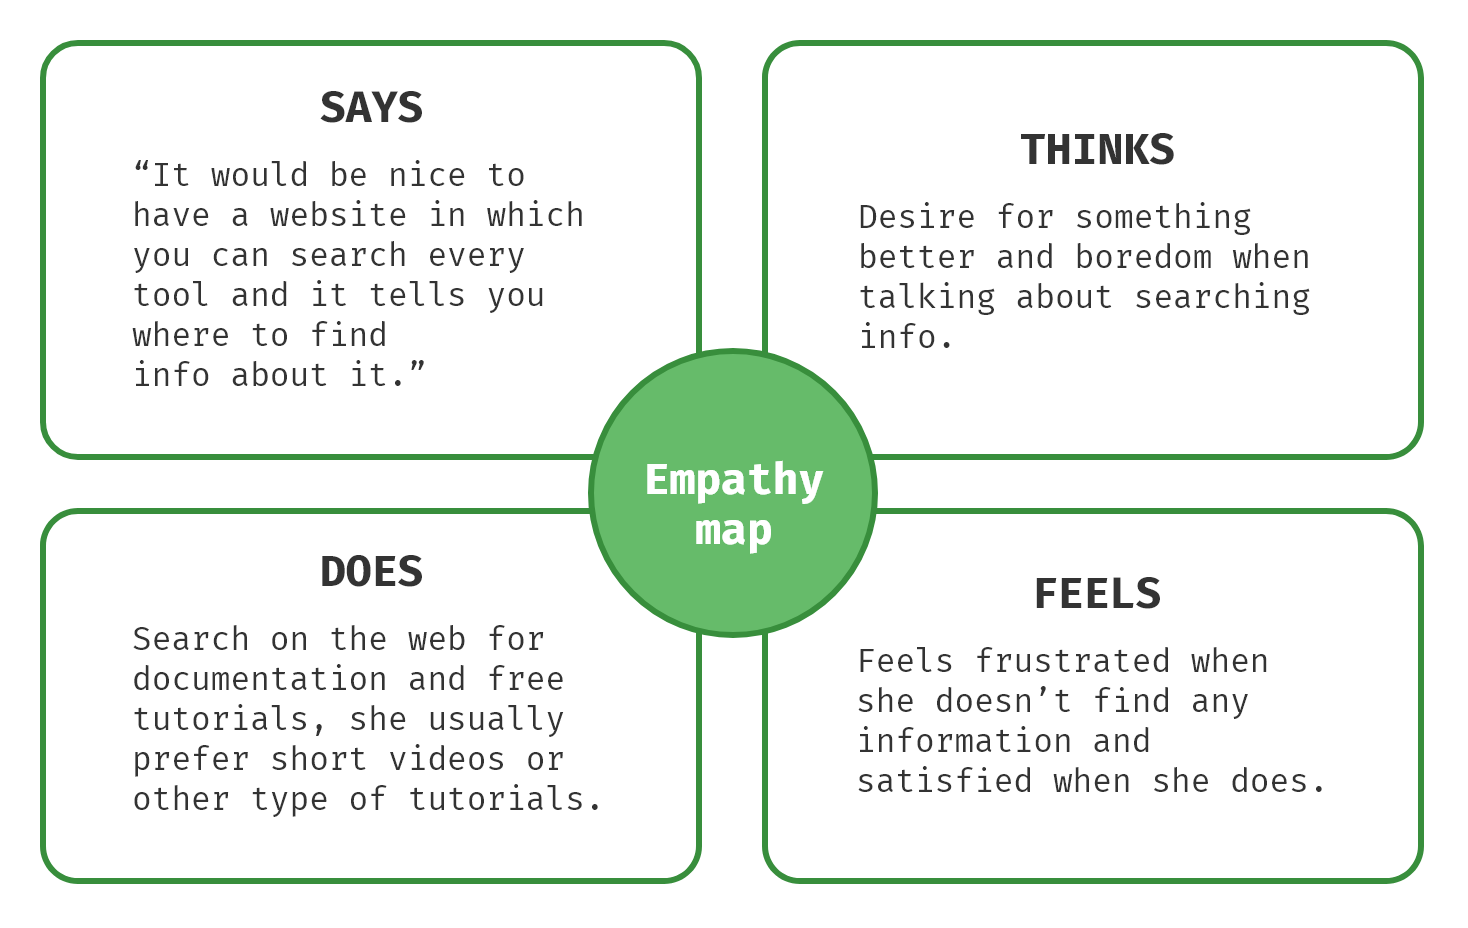 SAYS
“It would be nice to
have a website in which
you can search every
tool and it tells you
where to find
info about it.”
THINKS
Desire for something
better and boredom when
talking about searching
info.
Empathy
map
DOES
Search on the web for
documentation and free
tutorials, she usually
prefer short videos or
other type of tutorials.
FEELS
Feels frustrated when
she doesn’t find any
information and
satisfied when she does.